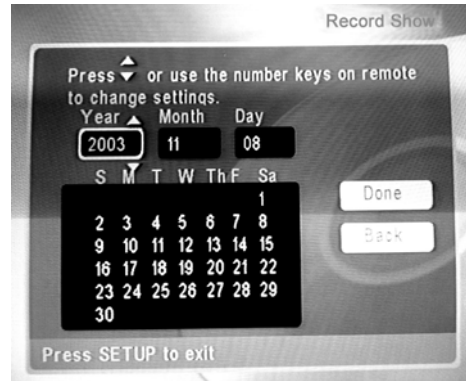 Record Show
Press or use the number keys on remote
to change settings.
Year Month Day
2003 11 08
S M T W Th F Sa
1
2 3 4 5 6 7 8
9 10 11 12 13 14 15
16 17 18 19 20 21 22
23 24 25 26 27 28 29
30
Done
Back
Press SETUP to exit